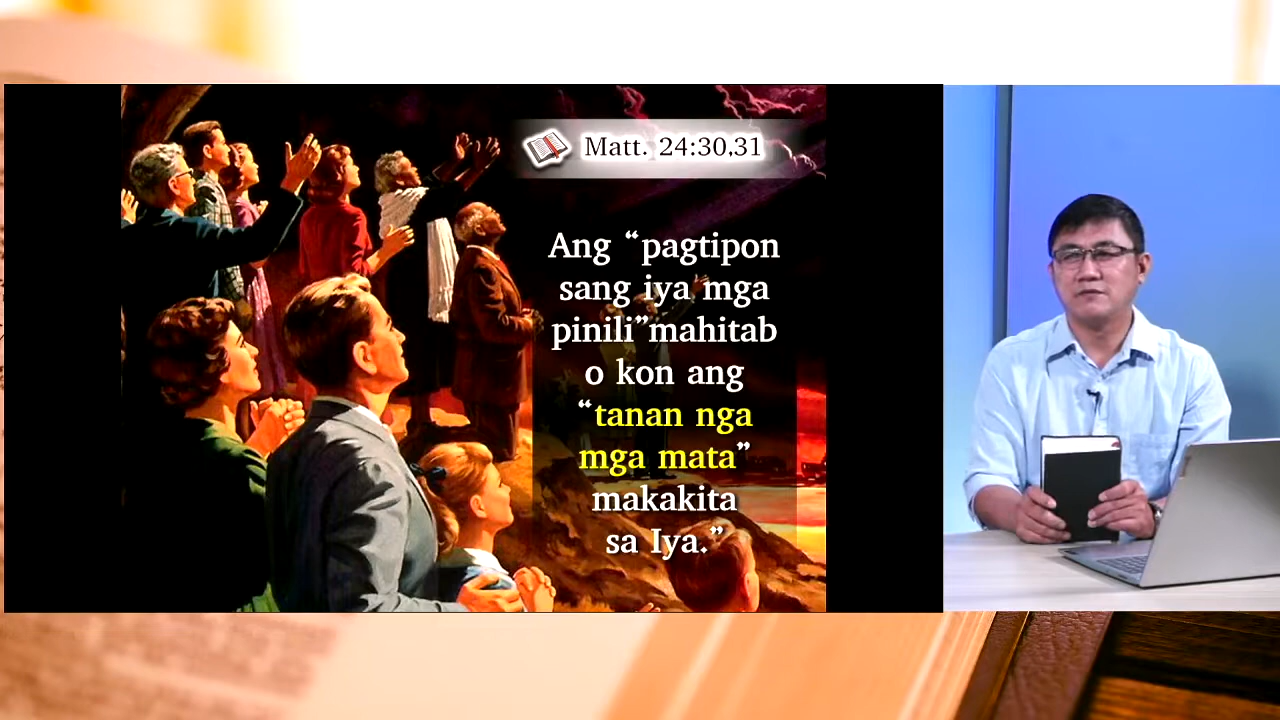 Matt. 24:30,31
Ang “pagtipon
sang iya mga
pinili”mahitab
o kon ang
“tanan nga
mga mata”
makakita
sa Iya.”